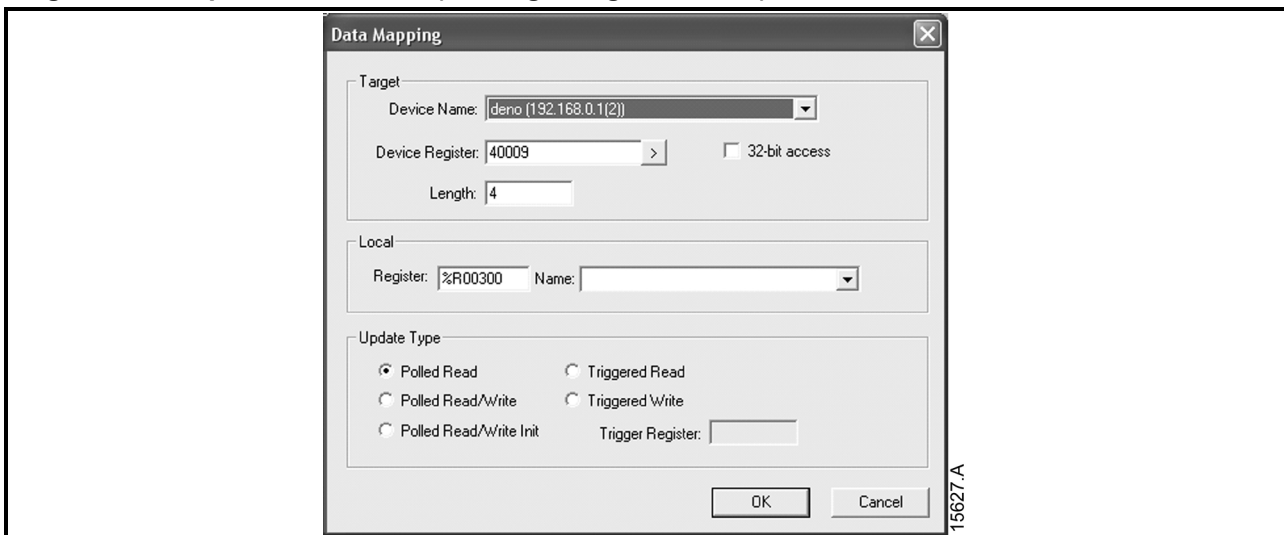 Data Mapping
Target
Device Name: deno (192.168.0.1(2))
Device Register: 40009 > 32-bit access
Length: 4
Local
Register: %R00300 Name:
Update Type
Polled Read Triggered Read
Polled Read/Write Triggered Write
Polled Read/Write Init Trigger Register:
OK Cancel
15627.A